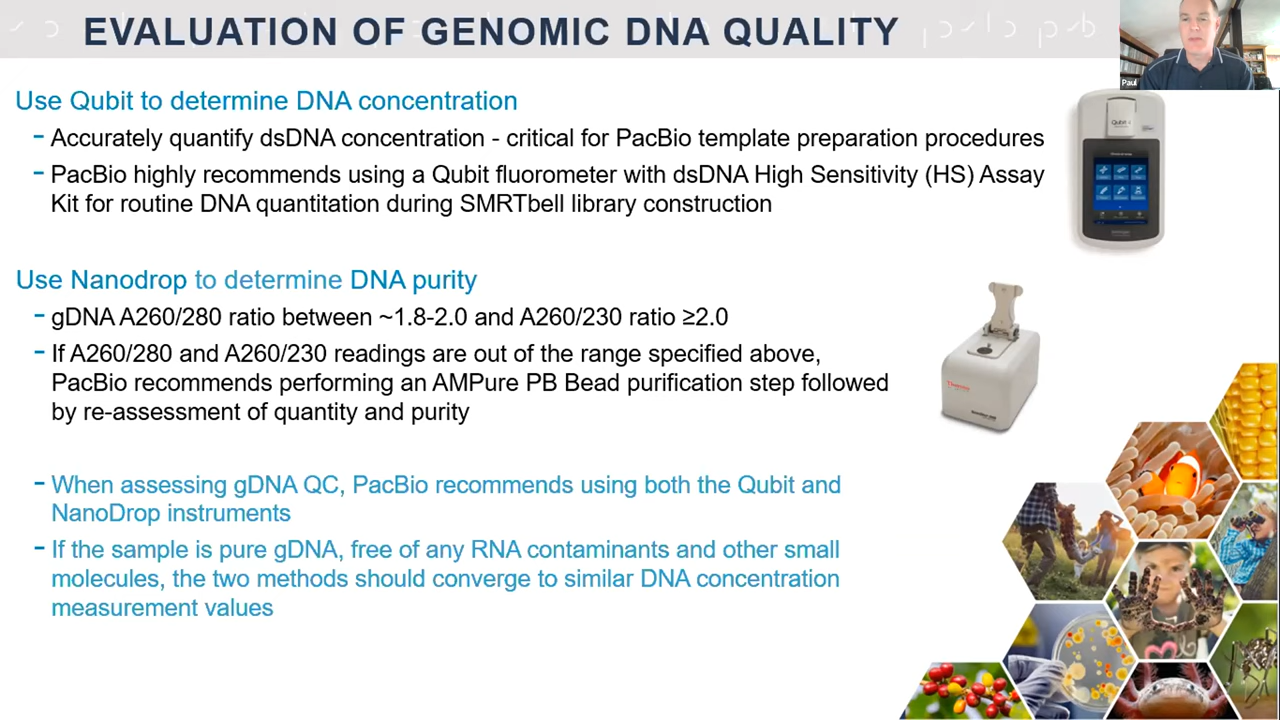 EVALUATION OF GENOMIC DNA QUALITY
Paul
Use Qubit to determine DNA concentration
- Accurately quantify dsDNA concentration - critical for PacBio template preparation procedures
- PacBio highly recommends using a Qubit fluorometer with dsDNA High Sensitivity (HS) Assay
Kit for routine DNA quantitation during SMRTbell library construction
Qubit
Use Nanodrop to determine DNA purity
- gDNA A260/280 ratio between ~1.8-2.0 and A260/230 ratio ≥2.0
- If A260/280 and A260/230 readings are out of the range specified above,
PacBio recommends performing an AMPure PB Bead purification step followed
by re-assessment of quantity and purity
Thermo
- When assessing gDNA QC, PacBio recommends using both the Qubit and
NanoDrop instruments
- If the sample is pure gDNA, free of any RNA contaminants and other small
molecules, the two methods should converge to similar DNA concentration
measurement values